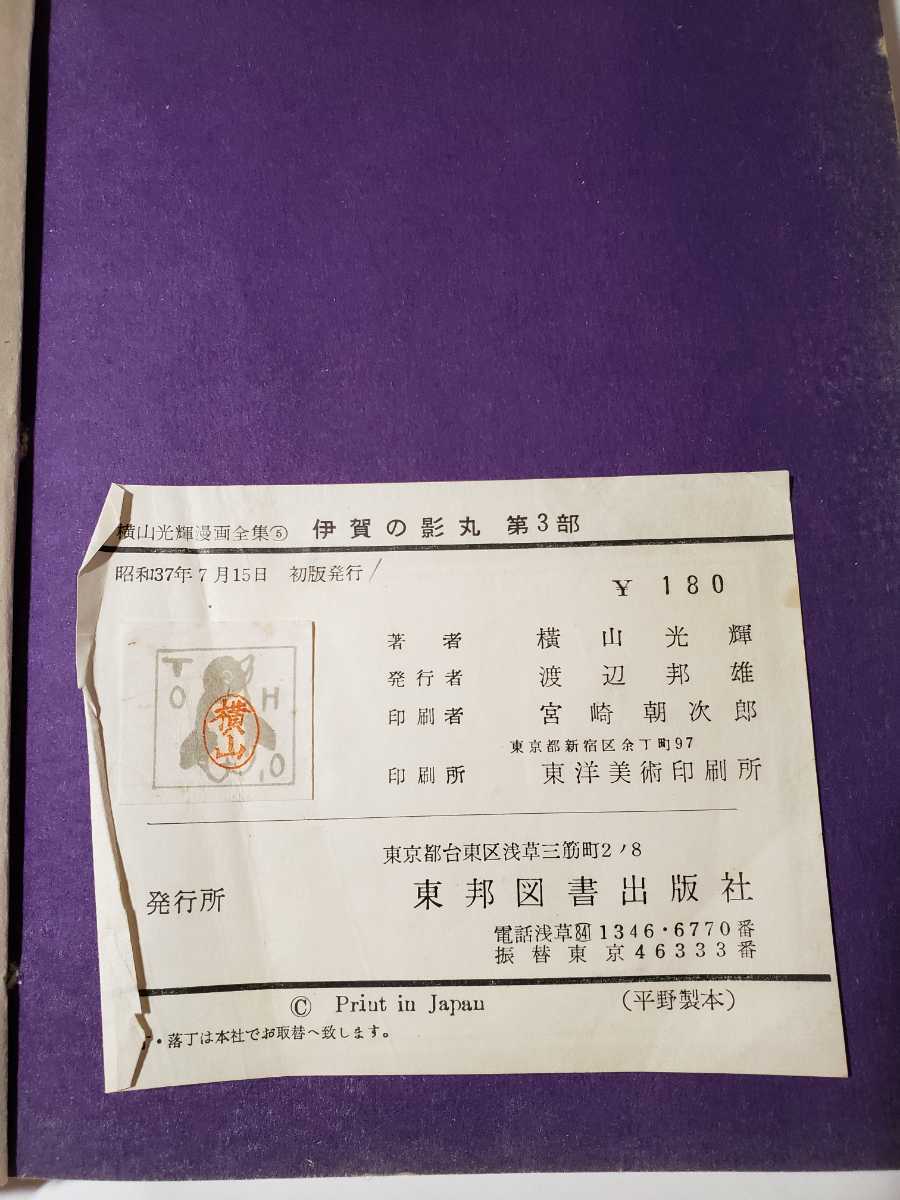 横山光輝漫画全集⑤ 伊賀の影丸 第3部
昭和37年7月15日 初版発行
¥ 180
TOHO
横山
著者 横山光輝
発行者 渡辺邦雄
印刷者 宮崎朝次郎
東京都新宿区余丁町97
印刷所 東洋美術印刷所
東京都台東区浅草三筋町2ノ8
発行所 東邦図書出版社
電話浅草(84)1346・6770番
振替東京46333番
© Print in Japan (平野製本)
・落丁は本社でお取替へ致します。